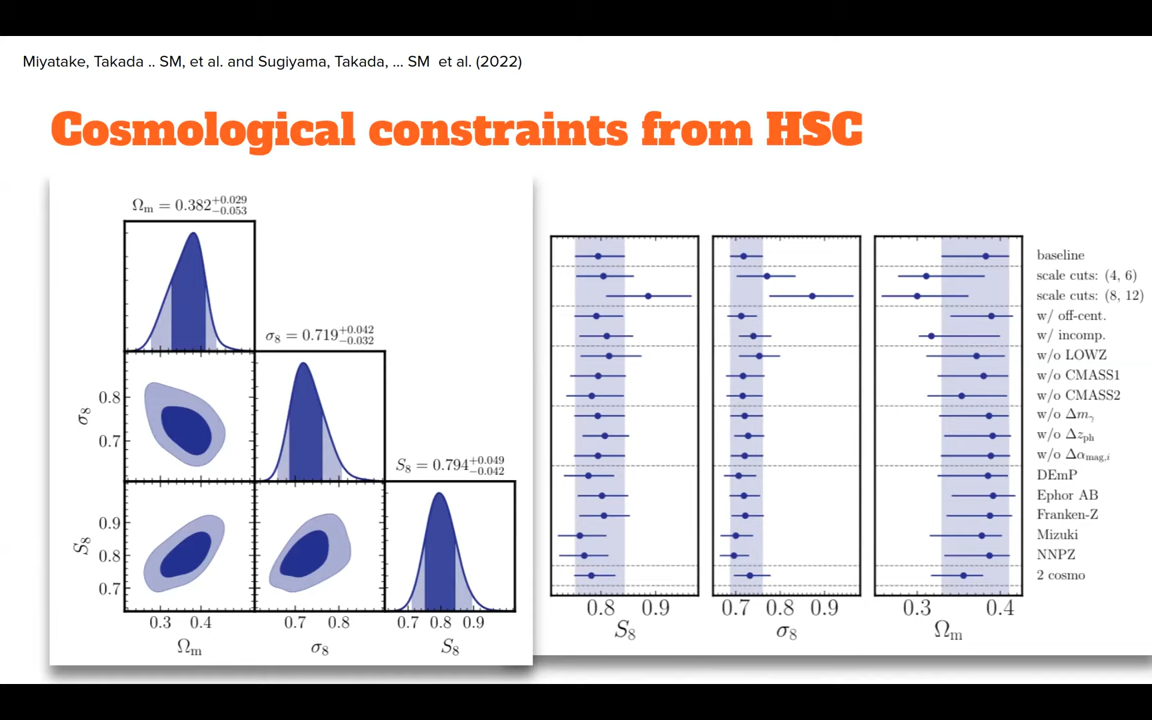 Miyatake, Takada .. SM, et al. and Sugiyama, Takada, ... SM et al. (2022)
Cosmological constraints from HSC
Ωm = 0.382+0.029−0.053
σ8 = 0.719+0.042−0.032
S8 = 0.794+0.049−0.042
σ8
0.8
0.7
S8
0.9
0.8
0.7
0.3 0.4
Ωm
0.7 0.8
σ8
0.7 0.8 0.9
S8
baseline
scale cuts: (4, 6)
scale cuts: (8, 12)
w/ off-cent.
w/ incomp.
w/o LOWZ
w/o CMASS1
w/o CMASS2
w/o Δmγ
w/o Δzph
w/o Δαmag,i
DEmP
Ephor AB
Franken-Z
Mizuki
NNPZ
2 cosmo
0.8 0.9
S8
0.7 0.8 0.9
σ8
0.3 0.4
Ωm